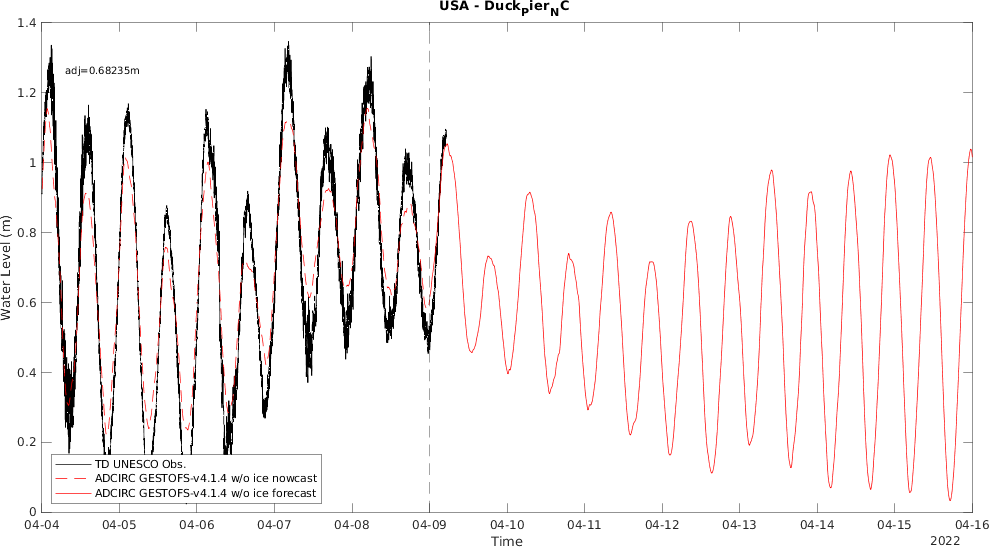 USA - Duck_Pier_NC
1.4
1.2
1
0.8
0.6
0.4
0.2
0
Water Level (m)
adj=0.68235m
TD UNESCO Obs.
ADCIRC GESTOFS-v4.1.4 w/o ice nowcast
ADCIRC GESTOFS-v4.1.4 w/o ice forecast
04-04 04-05 04-06 04-07 04-08 04-09 04-10 04-11 04-12 04-13 04-14 04-15 04-16
Time
2022